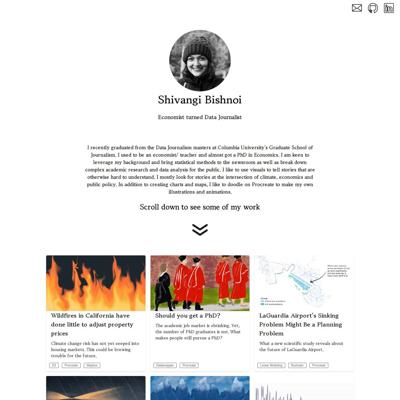 Shivangi Bishnoi
Economist turned Data Journalist
I recently graduated from the Data Journalism masters at Columbia University's Graduate School of
Journalism. I used to be an economist/ teacher and almost got a PhD in Economics. I am keen to
leverage my background and bring statistical methods to the newsroom as well as break down
complex academic research and data analysis for the public. I like to use visuals to tell stories that are
otherwise hard to understand. I mostly look for stories at the intersection of climate, economics and
public policy. In addition to creating charts and maps, I like to doodle on Procreate to make my own
illustrations and animations.
Scroll down to see some of my work
Wildfires in California have
done little to adjust property
prices
Climate change risk has not yet seeped into
housing markets. This could be brewing
trouble for the future.
Procreate
Should you get a PhD?
The academic job market is shrinking. Yet,
the number of PhD graduates is not. What
makes people still pursue a PhD?
Procreate
LaGuardia Airport's Sinking
Problem Might Be a Planning
Problem
What a new scientific study reveals about
the future of LaGuardia Airport.
Procreate